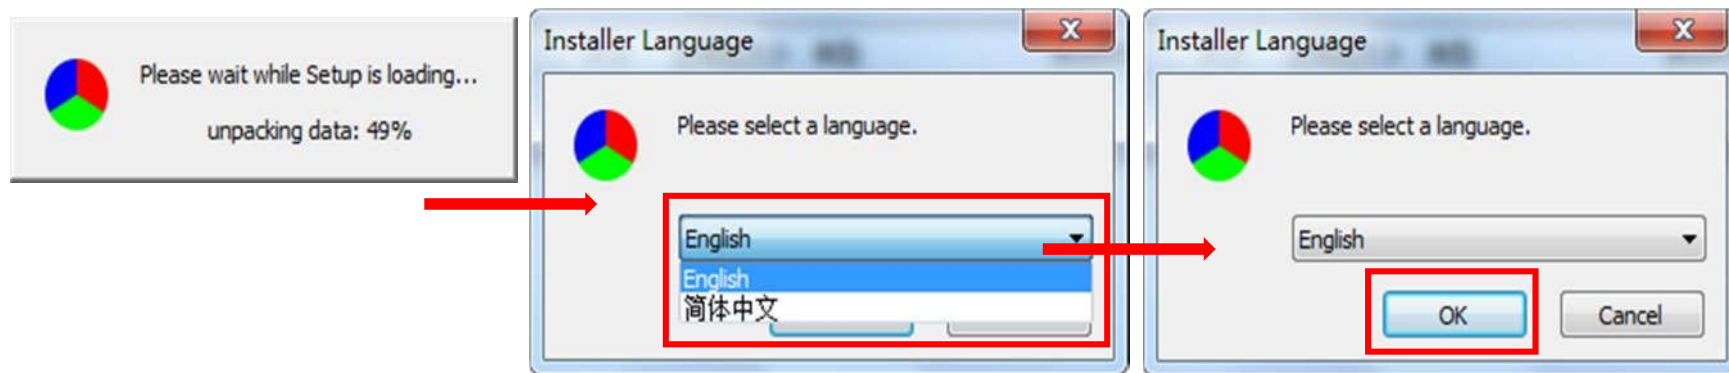 Please wait while Setup is loading...
unpacking data: 49%
Installer Language
Please select a language.
English
English
简体中文
Installer Language
Please select a language.
English
OK
Cancel